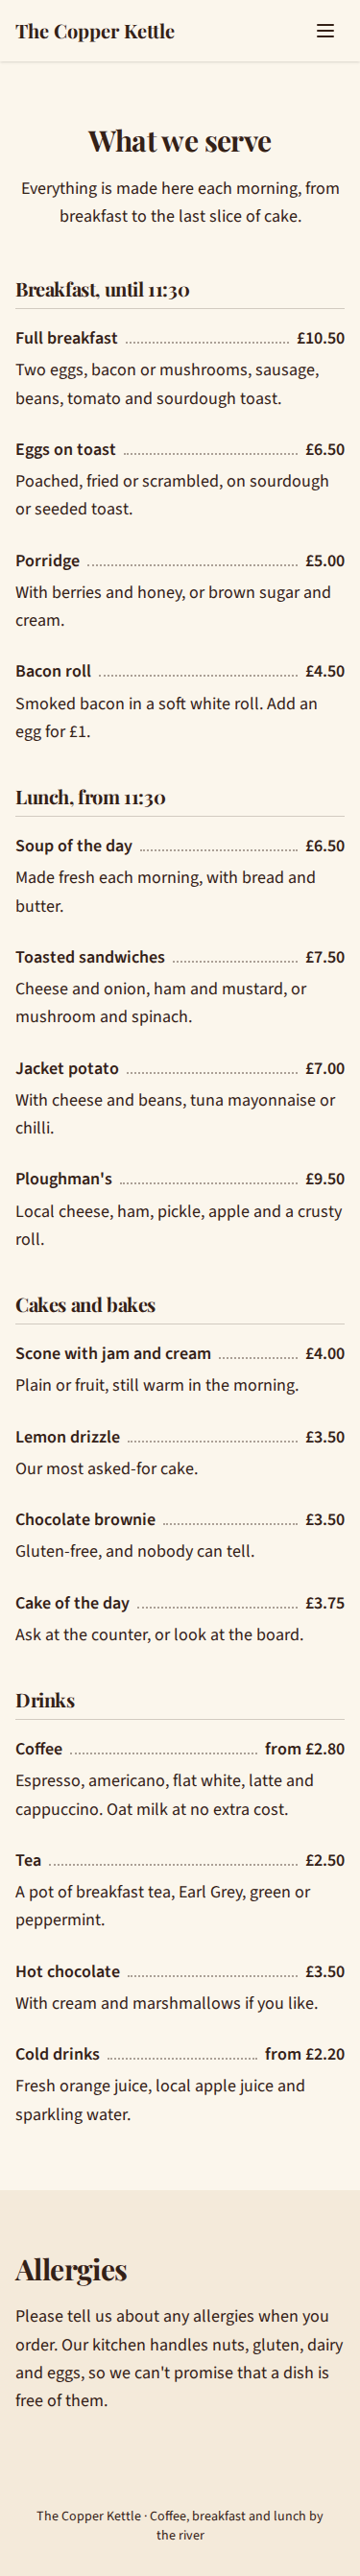 The Copper Kettle
What we serve
Everything is made here each morning, from
breakfast to the last slice of cake.
Breakfast, until 11:30
Full breakfast £10.50
Two eggs, bacon or mushrooms, sausage,
beans, tomato and sourdough toast.
Eggs on toast £6.50
Poached, fried or scrambled, on sourdough
or seeded toast.
Porridge £5.00
With berries and honey, or brown sugar and
cream.
Bacon roll £4.50
Smoked bacon in a soft white roll. Add an
egg for £1.
Lunch, from 11:30
Soup of the day £6.50
Made fresh each morning, with bread and
butter.
Toasted sandwiches £7.50
Cheese and onion, ham and mustard, or
mushroom and spinach.
Jacket potato £7.00
With cheese and beans, tuna mayonnaise or
chilli.
Ploughman's £9.50
Local cheese, ham, pickle, apple and a crusty
roll.
Cakes and bakes
Scone with jam and cream £4.00
Plain or fruit, still warm in the morning.
Lemon drizzle £3.50
Our most asked-for cake.
Chocolate brownie £3.50
Gluten-free, and nobody can tell.
Cake of the day £3.75
Ask at the counter, or look at the board.
Drinks
Coffee from £2.80
Espresso, americano, flat white, latte and
cappuccino. Oat milk at no extra cost.
Tea £2.50
A pot of breakfast tea, Earl Grey, green or
peppermint.
Hot chocolate £3.50
With cream and marshmallows if you like.
Cold drinks from £2.20
Fresh orange juice, local apple juice and
sparkling water.
Allergies
Please tell us about any allergies when you
order. Our kitchen handles nuts, gluten, dairy
and eggs, so we can't promise that a dish is
free of them.
The Copper Kettle · Coffee, breakfast and lunch by
the river